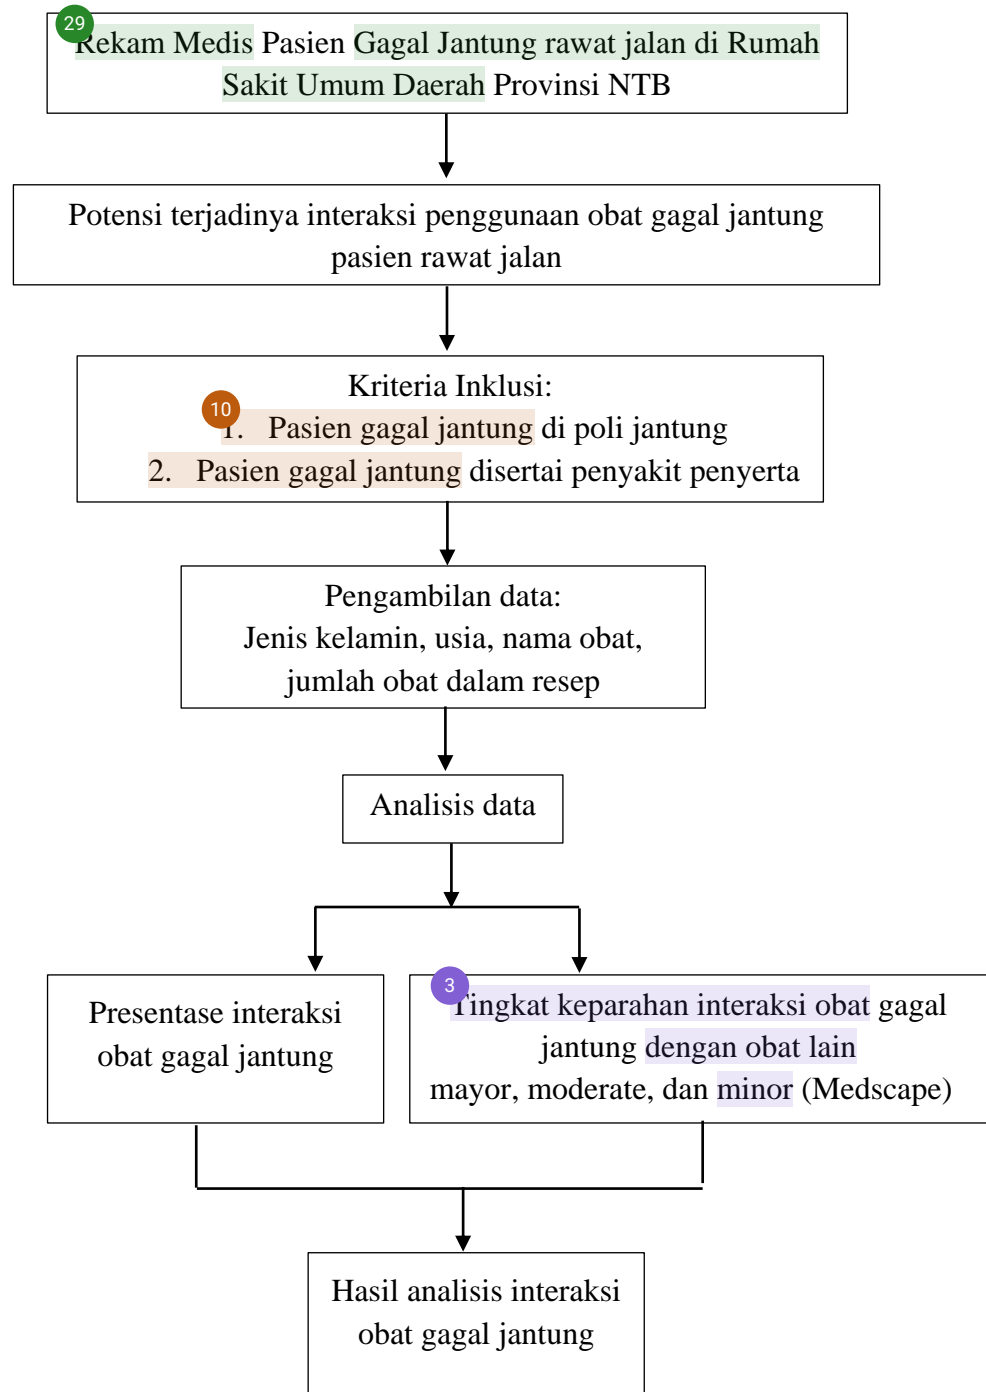 29
Rekam Medis Pasien Gagal Jantung rawat jalan di Rumah
Sakit Umum Daerah Provinsi NTB
Potensi terjadinya interaksi penggunaan obat gagal jantung
pasien rawat jalan
Kriteria Inklusi:
10
1. Pasien gagal jantung di poli jantung
2. Pasien gagal jantung disertai penyakit penyerta
Pengambilan data:
Jenis kelamin, usia, nama obat,
jumlah obat dalam resep
Analisis data
Presentase interaksi
obat gagal jantung
3
Tingkat keparahan interaksi obat gagal
jantung dengan obat lain
mayor, moderate, dan minor (Medscape)
Hasil analisis interaksi
obat gagal jantung